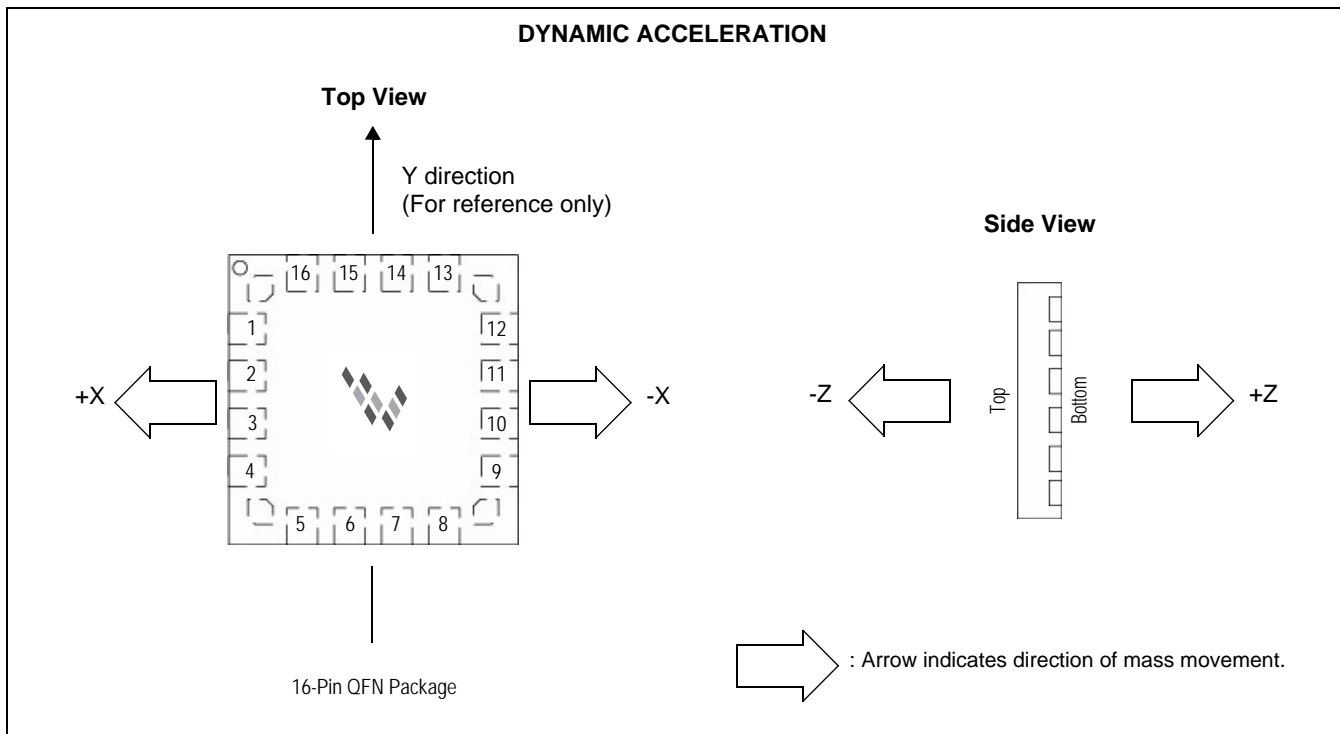 DYNAMIC ACCELERATION
Top View
Y direction
(For reference only)
Side View
16 15 14 13
1
2
3
4
12
11
10
9
5 6 7 8
+X
-X
-Z
Top
Bottom
+Z
16-Pin QFN Package
: Arrow indicates direction of mass movement.